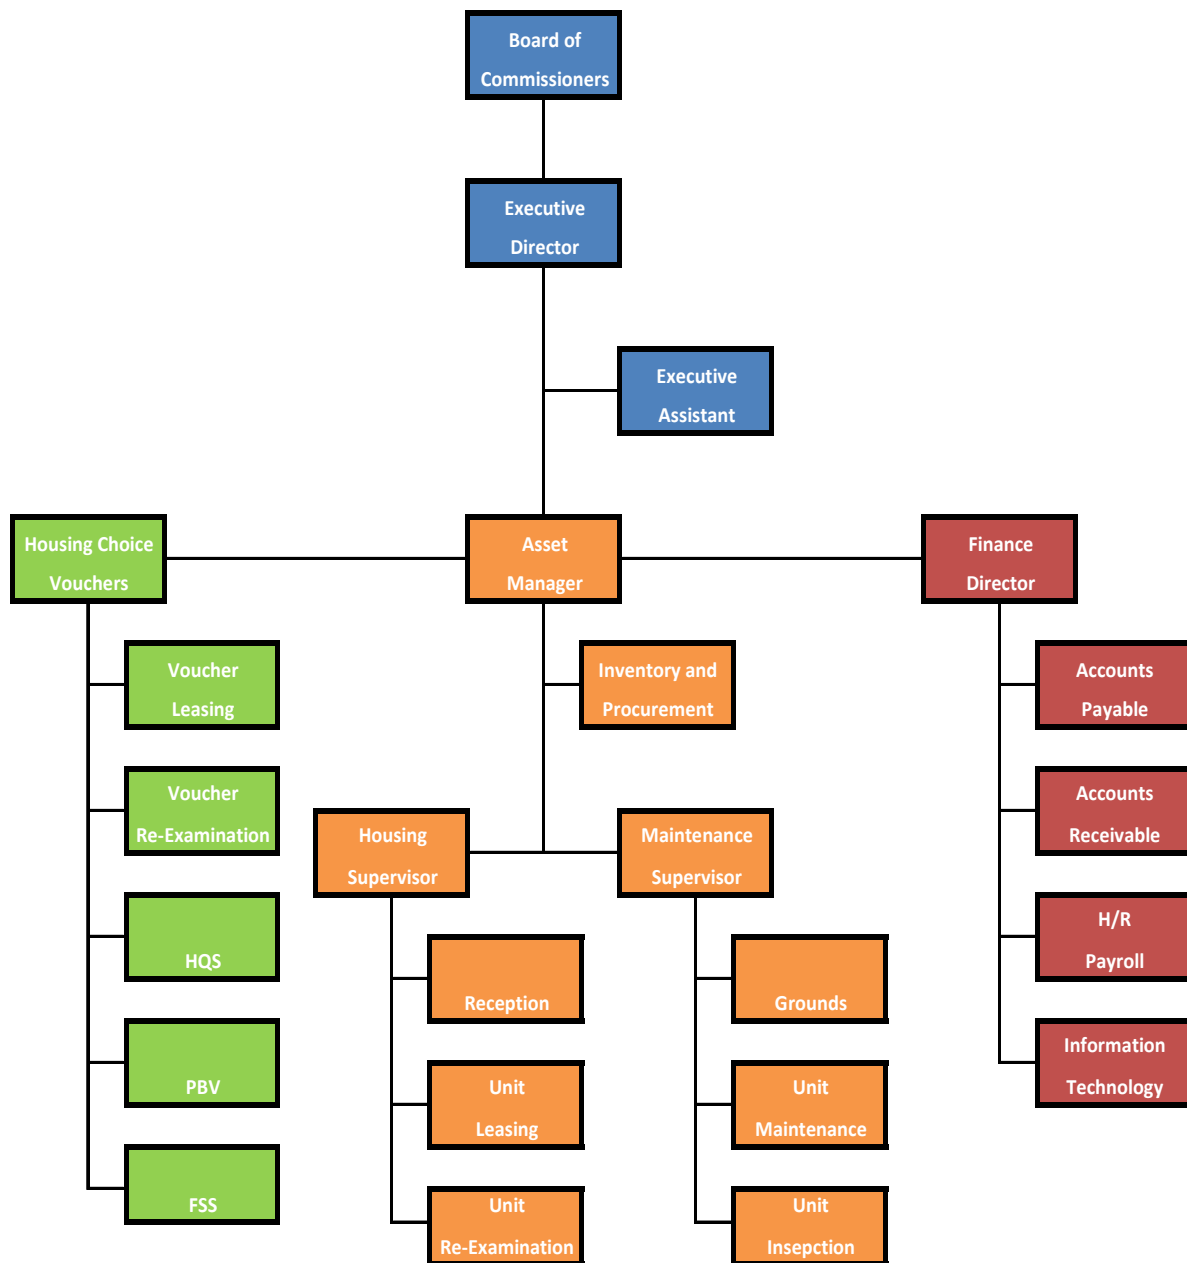 Board of
Commissioners
Executive
Director
Executive
Assistant
Housing Choice
Vouchers
Asset
Manager
Finance
Director
Voucher
Leasing
Inventory and
Procurement
Accounts
Payable
Voucher
Re-Examination
Housing
Supervisor
Maintenance
Supervisor
Accounts
Receivable
HQS
Reception
Grounds
H/R
Payroll
PBV
Unit
Leasing
Unit
Maintenance
Information
Technology
FSS
Unit
Re-Examination
Unit
Insepction